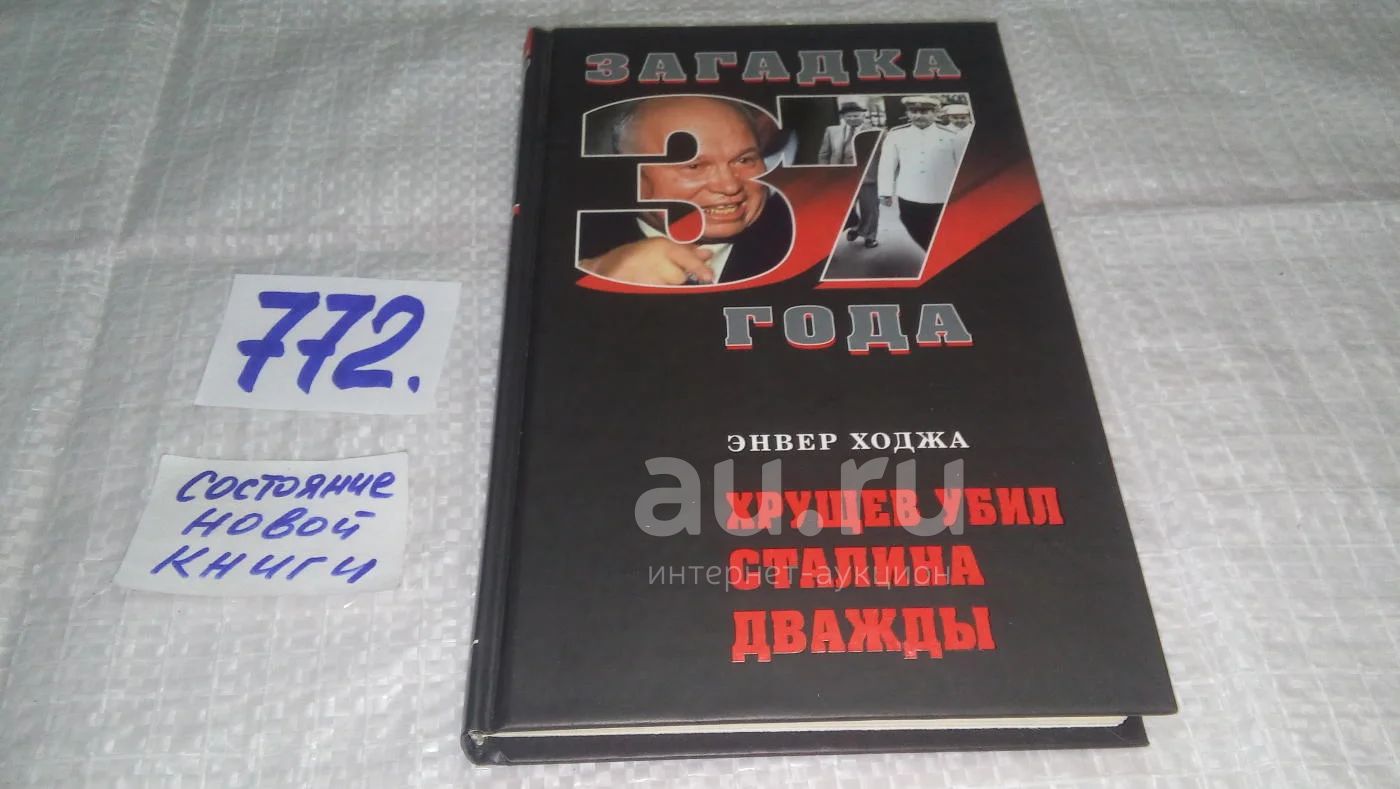 ЗАГАДКА
37
ГОДА
ЭНВЕР ХОДЖА
ХРУЩЕВ УБИЛ
СТАЛИНА
ДВАЖДЫ
772.
состояние
новой
книги
au.ru
интернет-аукцион